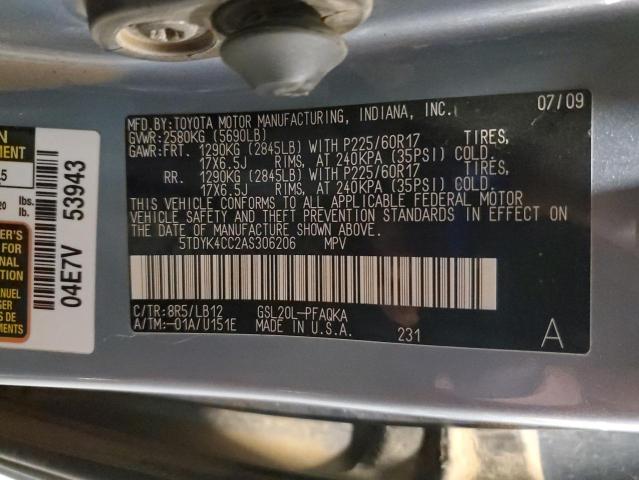 MFD.BY:TOYOTA MOTOR MANUFACTURING, INDIANA, INC. 07/09
GVWR:2580KG (5690LB)
GAWR:FRT. 1290KG (2845LB) WITH P225/60R17 TIRES,
17X6.5J RIMS, AT 240KPA (35PSI) COLD.
RR. 1290KG (2845LB) WITH P225/60R17 TIRES,
17X6.5J RIMS, AT 240KPA (35PSI) COLD.
THIS VEHICLE CONFORMS TO ALL APPLICABLE FEDERAL MOTOR
VEHICLE SAFETY AND THEFT PREVENTION STANDARDS IN EFFECT ON
THE DATE OF MANUFACTURE SHOWN ABOVE.
5TDYK4CC2AS306206 MPV
C/TR:8R5/LB12 GSL20L-PFAQKA
A/TM:-01A/U151E MADE IN U.S.A. 231 A
lbs.
lb.
04E7V 53943